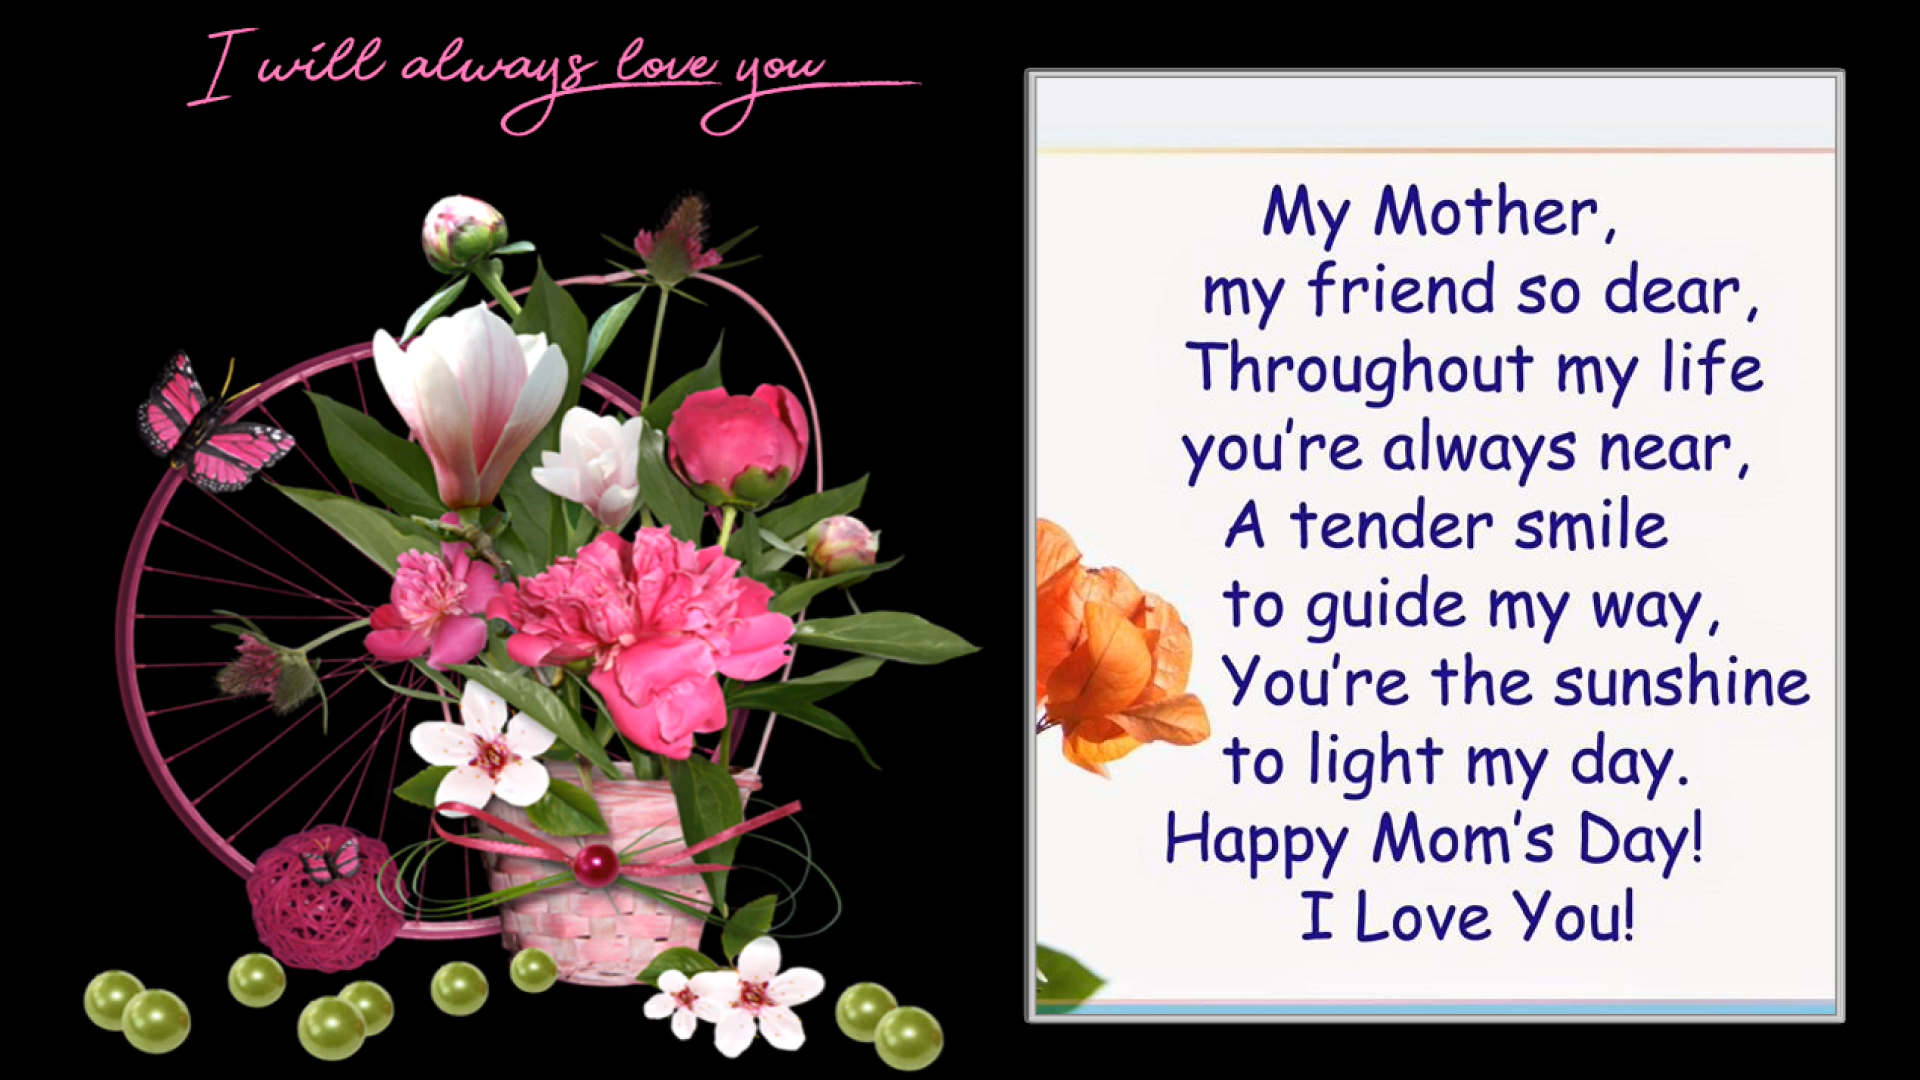 I will always love you
My Mother,
my friend so dear,
Throughout my life
you're always near,
A tender smile
to guide my way,
You're the sunshine
to light my day.
Happy Mom's Day!
I Love You!